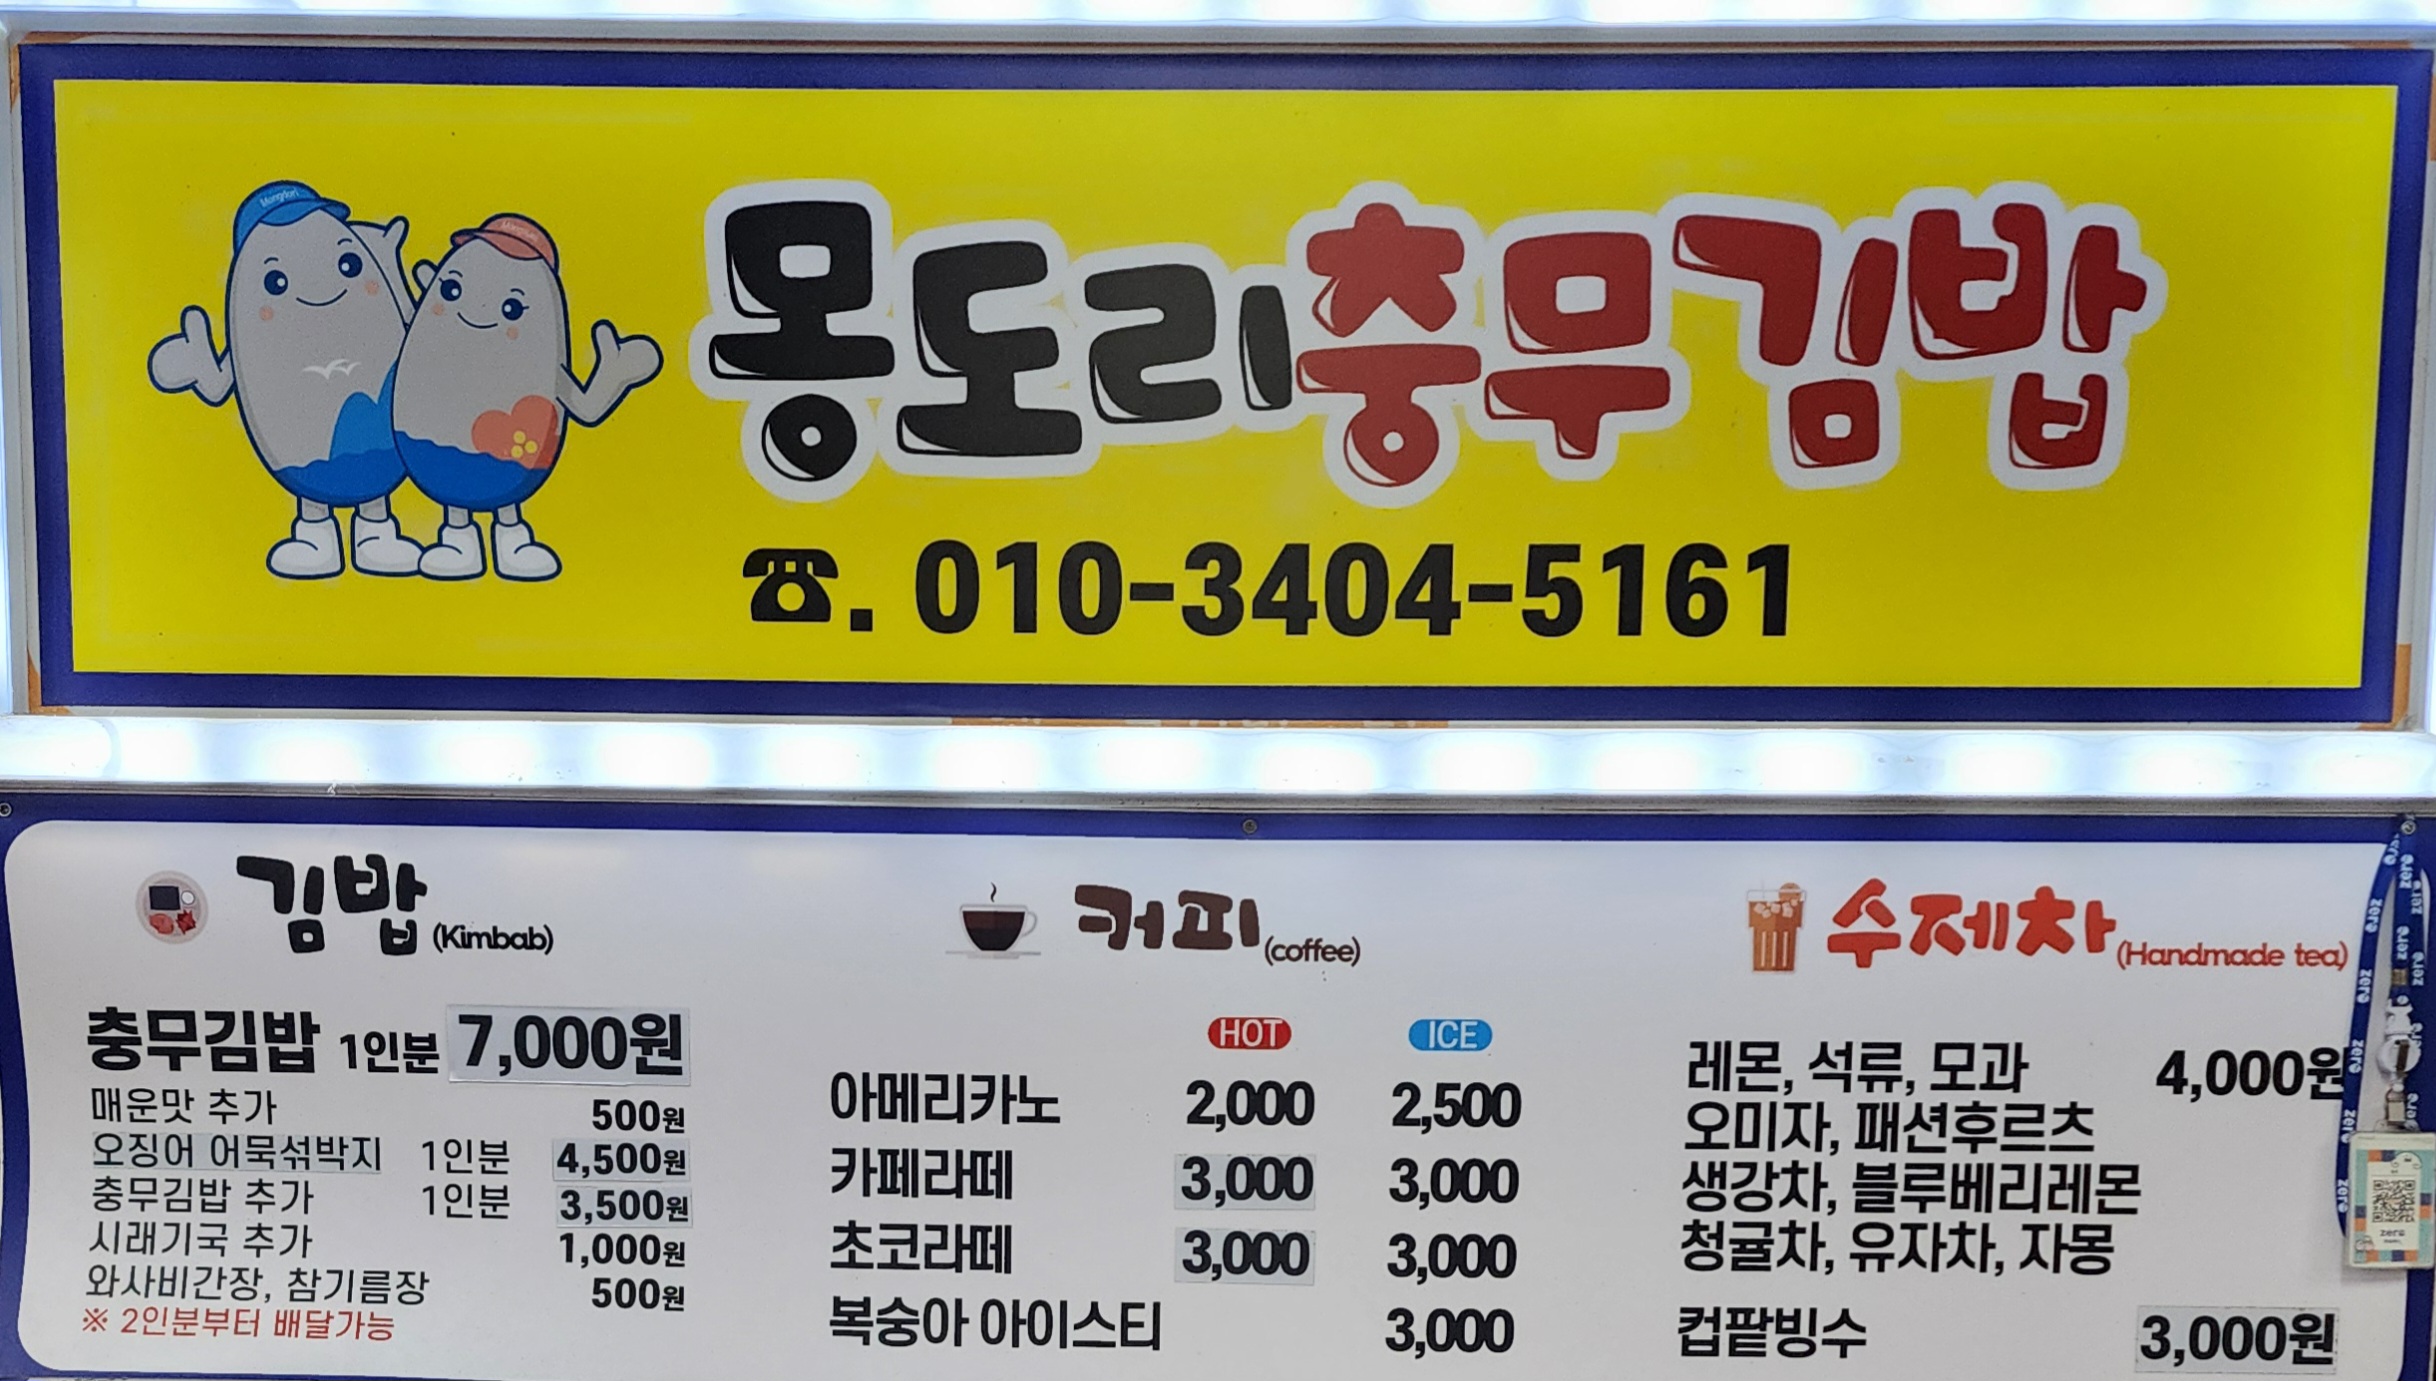 Mongdori
몽도리충무김밥
☎. 010-3404-5161
김밥 (Kimbab)
충무김밥 1인분 7,000원
매운맛 추가 500원
오징어 어묵섞박지 1인분 4,500원
충무김밥 추가 1인분 3,500원
시래기국 추가 1,000원
와사비간장, 참기름장 500원
※ 2인분부터 배달가능
커피 (coffee)
HOT ICE
아메리카노 2,000 2,500
카페라떼 3,000 3,000
초코라떼 3,000 3,000
복숭아 아이스티 3,000
수제차 (Handmade tea)
레몬, 석류, 모과 4,000원
오미자, 패션후르츠
생강차, 블루베리레몬
청귤차, 유자차, 자몽
컵팥빙수 3,000원
zero